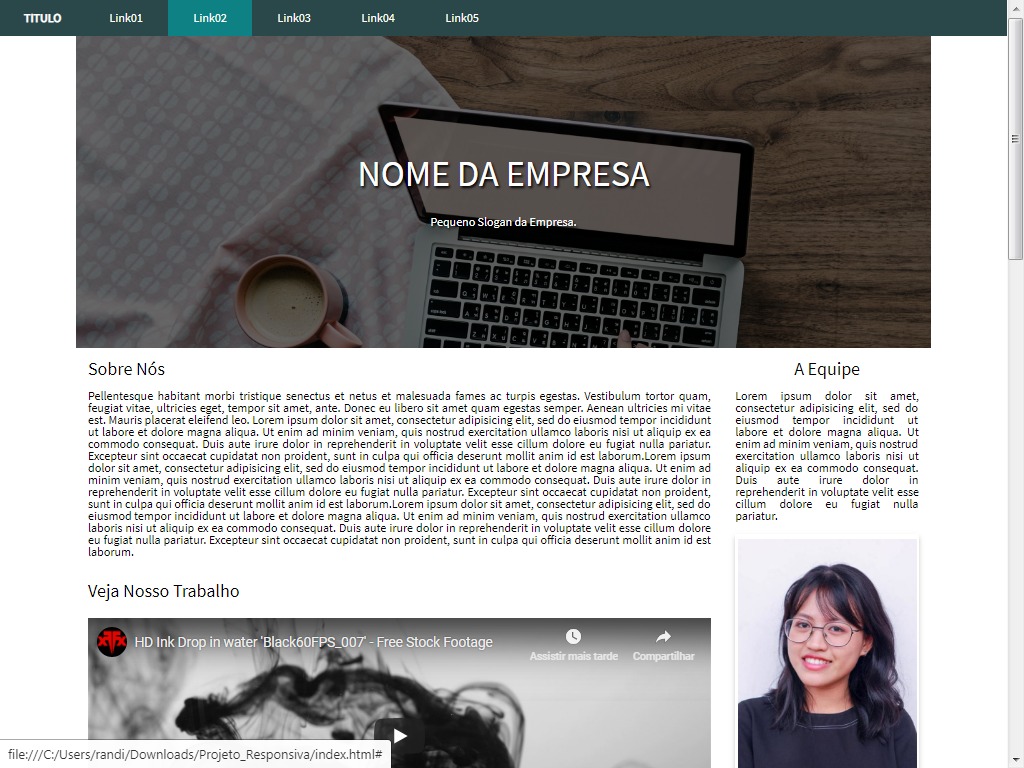 TITULO
Link01
Link02
Link03
Link04
Link05
NOME DA EMPRESA
Pequeno Slogan da Empresa.
Sobre Nós
Pellentesque habitant morbi tristique senectus et netus et malesuada fames ac turpis egestas. Vestibulum tortor quam,
feugiat vitae, ultricies eget, tempor sit amet, ante. Donec eu libero sit amet quam egestas semper. Aenean ultricies mi vitae
est. Mauris placerat eleifend leo. Lorem ipsum dolor sit amet, consectetur adipisicing elit, sed do eiusmod tempor incididunt
ut labore et dolore magna aliqua. Ut enim ad minim veniam, quis nostrud exercitation ullamco laboris nisi ut aliquip ex ea
commodo consequat. Duis aute irure dolor in reprehenderit in voluptate velit esse cillum dolore eu fugiat nulla pariatur.
Excepteur sint occaecat cupidatat non proident, sunt in culpa qui officia deserunt mollit anim id est laborum.Lorem ipsum
dolor sit amet, consectetur adipisicing elit, sed do eiusmod tempor incididunt ut labore et dolore magna aliqua. Ut enim ad
minim veniam, quis nostrud exercitation ullamco laboris nisi ut aliquip ex ea commodo consequat. Duis aute irure dolor in
reprehenderit in voluptate velit esse cillum dolore eu fugiat nulla pariatur. Excepteur sint occaecat cupidatat non proident,
sunt in culpa qui officia deserunt mollit anim id est laborum.Lorem ipsum dolor sit amet, consectetur adipisicing elit, sed do
eiusmod tempor incididunt ut labore et dolore magna aliqua. Ut enim ad minim veniam, quis nostrud exercitation ullamco
laboris nisi ut aliquip ex ea commodo consequat. Duis aute irure dolor in reprehenderit in voluptate velit esse cillum dolore
eu fugiat nulla pariatur. Excepteur sint occaecat cupidatat non proident, sunt in culpa qui officia deserunt mollit anim id est
laborum.
A Equipe
Lorem ipsum dolor sit amet,
consectetur adipisicing elit, sed do
eiusmod tempor incididunt ut
labore et dolore magna aliqua. Ut
enim ad minim veniam, quis nostrud
exercitation ullamco laboris nisi ut
aliquip ex ea commodo consequat.
Duis aute irure dolor in
reprehenderit in voluptate velit esse
cillum dolore eu fugiat nulla
pariatur.
Veja Nosso Trabalho
HD Ink Drop in water 'Black60FPS_007' - Free Stock Footage
Assistir mais tarde
Compartilhar
file:///C:/Users/randi/Downloads/Projeto_Responsiva/index.html#